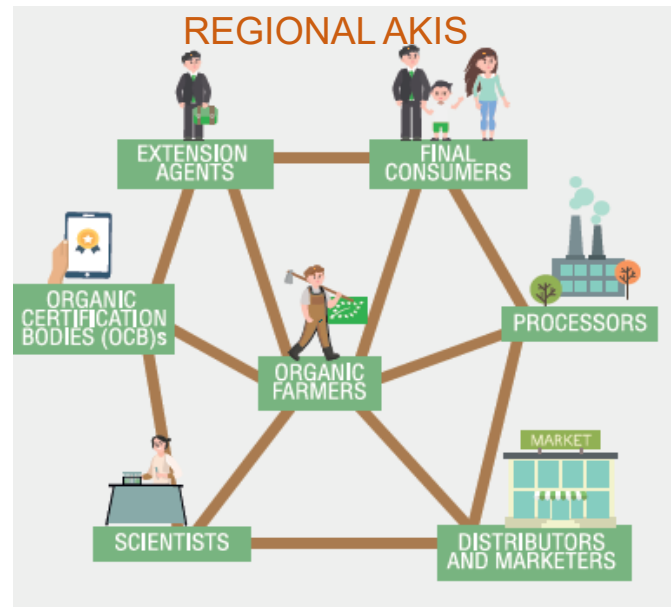 REGIONAL AKIS
EXTENSION
AGENTS
FINAL
CONSUMERS
ORGANIC
CERTIFICATION
BODIES (OCB)s
PROCESSORS
ORGANIC
FARMERS
MARKET
SCIENTISTS
DISTRIBUTORS
AND MARKETERS